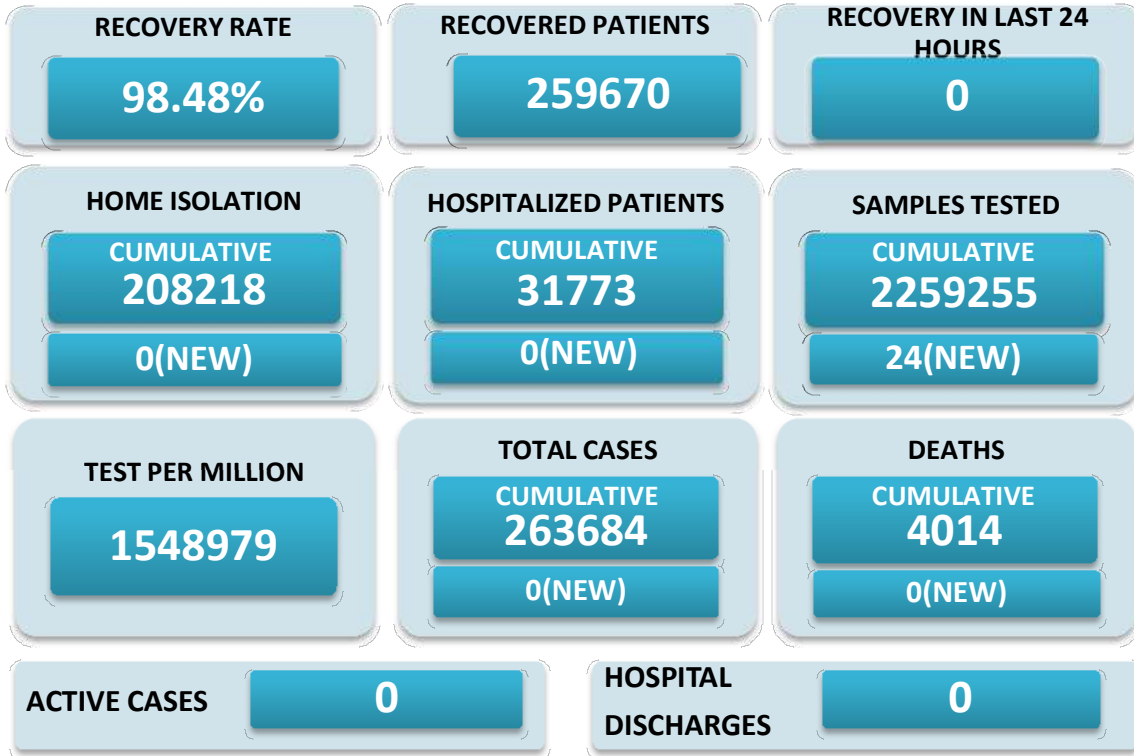 RECOVERY RATE
98.48%
RECOVERED PATIENTS
259670
RECOVERY IN LAST 24
HOURS
0
HOME ISOLATION
CUMULATIVE
208218
0(NEW)
HOSPITALIZED PATIENTS
CUMULATIVE
31773
0(NEW)
SAMPLES TESTED
CUMULATIVE
2259255
24(NEW)
TEST PER MILLION
1548979
TOTAL CASES
CUMULATIVE
263684
0(NEW)
DEATHS
CUMULATIVE
4014
0(NEW)
ACTIVE CASES
0
HOSPITAL
DISCHARGES
0